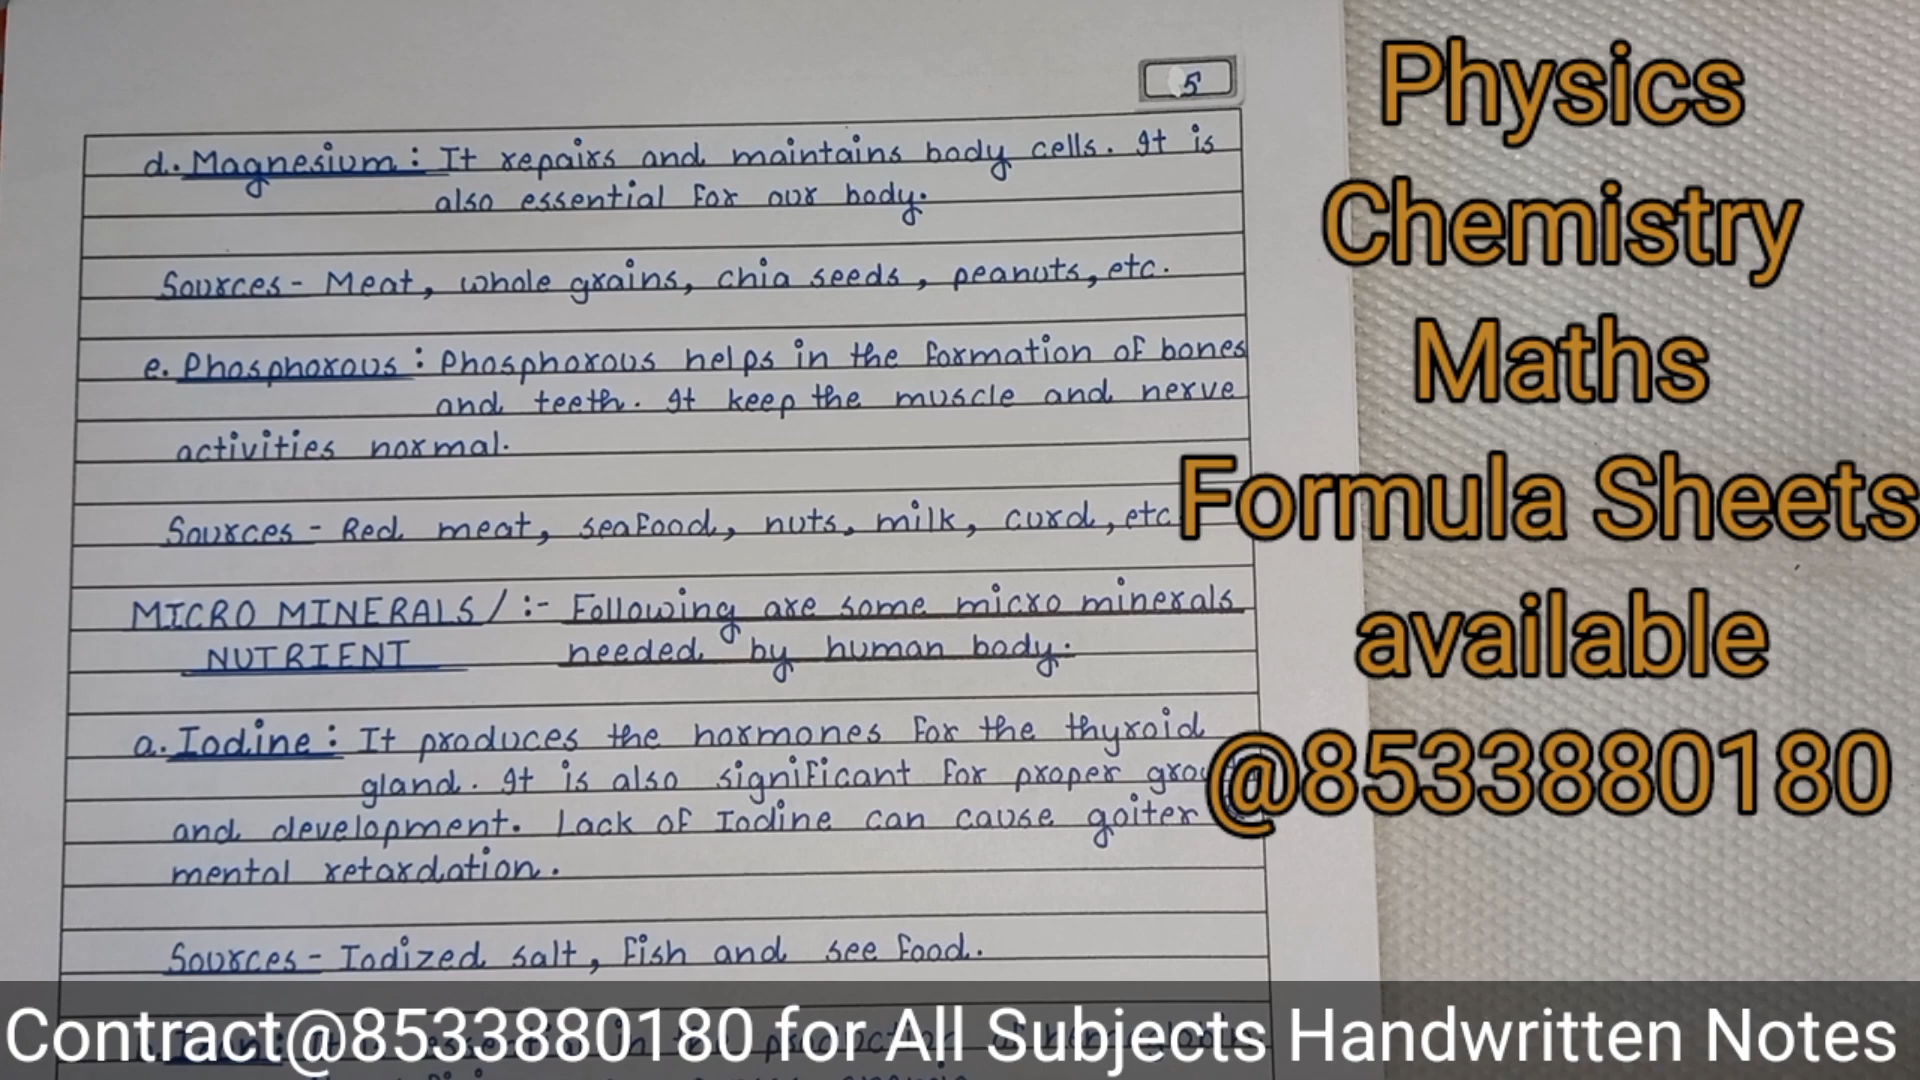 5
d. Magnesium : It repairs and maintains body cells. It is
also essential for our body.
Sources - Meat, whole grains, chia seeds, peanuts, etc.
e. Phosphorous : Phosphorous helps in the formation of bones
and teeth. It keep the muscle and nerve
activities normal.
Sources - Red meat, seafood, nuts, milk, curd, etc
MICRO MINERALS/ :- Following are some micro minerals
NUTRIENT needed by human body.
a. Iodine : It produces the hormones for the thyroid
gland. It is also significant for proper
and development. Lack of Iodine can cause goiter
mental retardation.
Sources - Iodized salt, fish and see food.
Physics
Chemistry
Maths
Formula Sheets
available
@8533880180
Contract@8533880180 for All Subjects Handwritten Notes